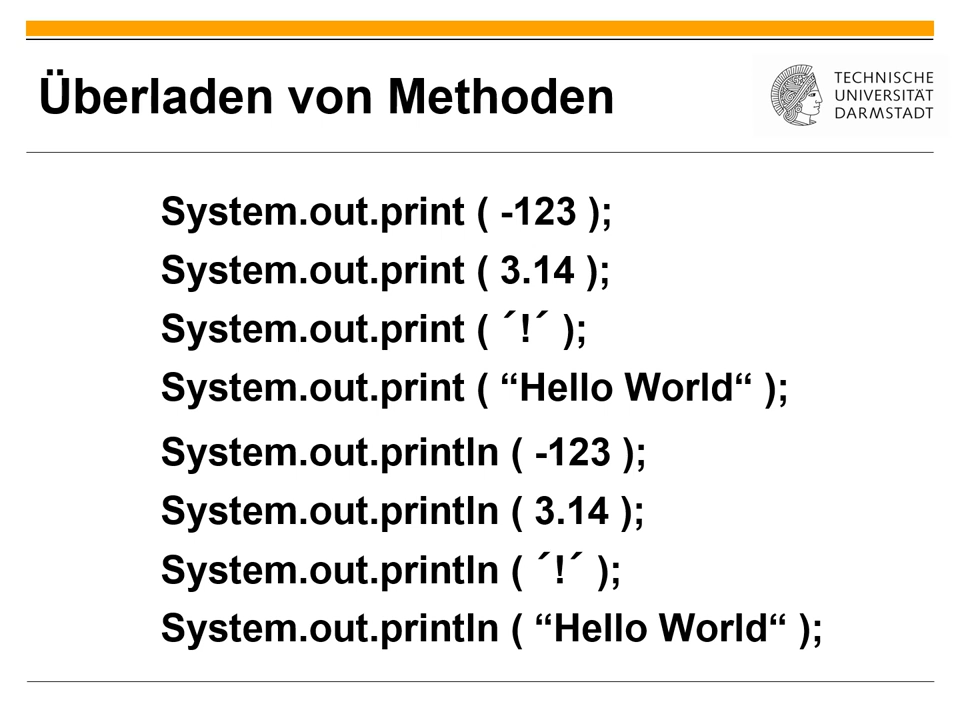 Überladen von Methoden
TECHNISCHE
UNIVERSITÄT
DARMSTADT
System.out.print ( -123 );
System.out.print ( 3.14 );
System.out.print ( ´!´ );
System.out.print ( “Hello World“ );
System.out.println ( -123 );
System.out.println ( 3.14 );
System.out.println ( ´!´ );
System.out.println ( “Hello World“ );